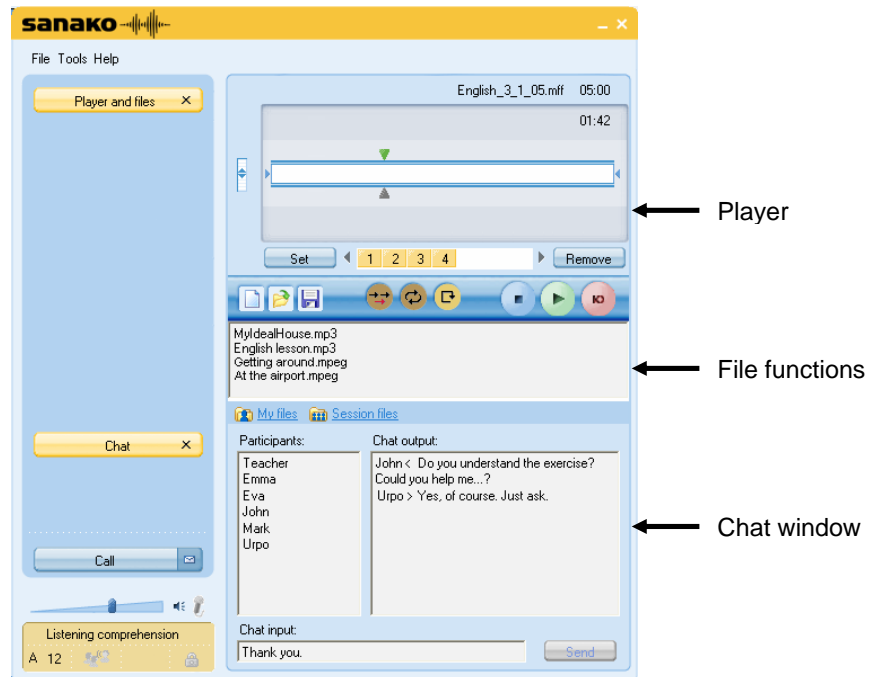 sanako
File Tools Help
Player and files
English_3_1_05.mff 05:00
01:42
Set 1 2 3 4 Remove
Player
MyIdealHouse.mp3
English lesson.mp3
Getting around.mpeg
At the airport.mpeg
File functions
My files Session files
Chat
Participants:
Teacher
Emma
Eva
John
Mark
Urpo
Chat output:
John < Do you understand the exercise?
Could you help me...?
Urpo > Yes, of course. Just ask.
Chat window
Call
Listening comprehension
A 12
Chat input:
Thank you.
Send